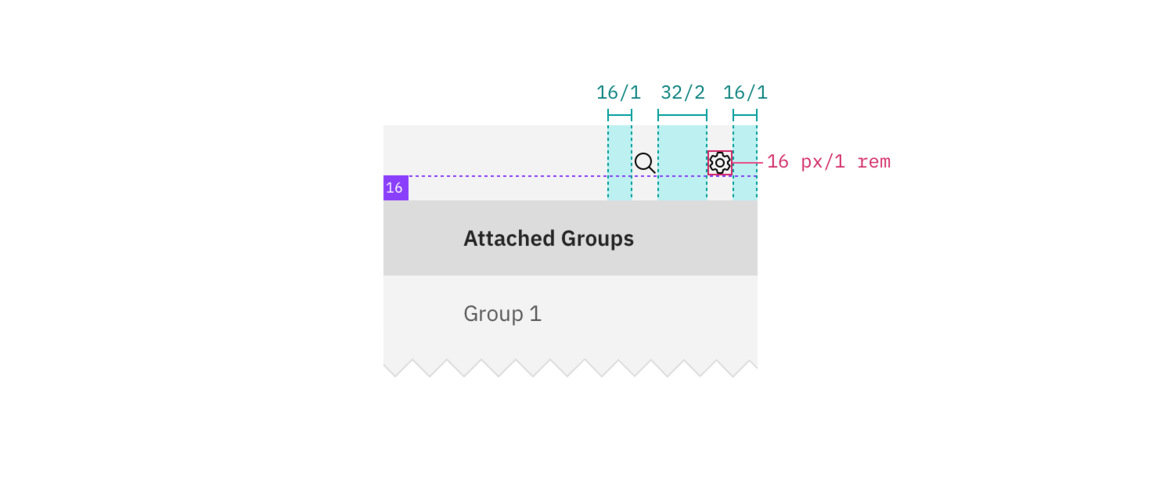 16/1 32/2 16/1
16 px/1 rem
16
Attached Groups
Group 1